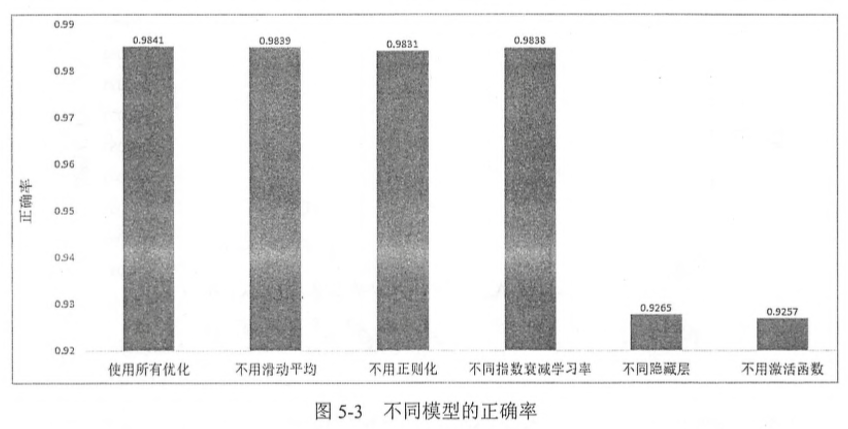 0.99
0.98
0.97
0.96
0.95
0.94
0.93
0.92
正确率
0.9841
0.9839
0.9831
0.9838
0.9265
0.9257
使用所有优化
不用滑动平均
不用正则化
不同指数衰减学习率
不同隐藏层
不用激活函数
图 5-3 不同模型的正确率